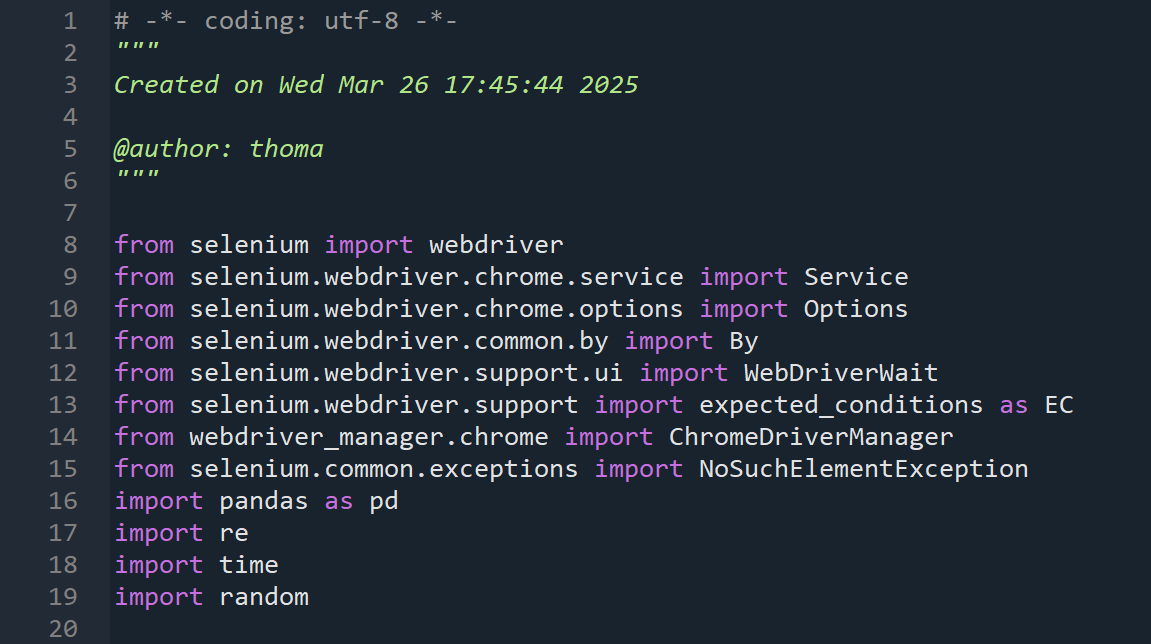 1 # -*- coding: utf-8 -*-
2 """
3 Created on Wed Mar 26 17:45:44 2025
4
5 @author: thoma
6 """
7
8 from selenium import webdriver
9 from selenium.webdriver.chrome.service import Service
10 from selenium.webdriver.chrome.options import Options
11 from selenium.webdriver.common.by import By
12 from selenium.webdriver.support.ui import WebDriverWait
13 from selenium.webdriver.support import expected_conditions as EC
14 from webdriver_manager.chrome import ChromeDriverManager
15 from selenium.common.exceptions import NoSuchElementException
16 import pandas as pd
17 import re
18 import time
19 import random
20